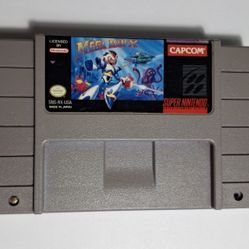 LICENSED BY
Nintendo
MEGA MAN X
CAPCOM
SNS-RX-USA
MADE IN JAPAN
SUPER NINTENDO